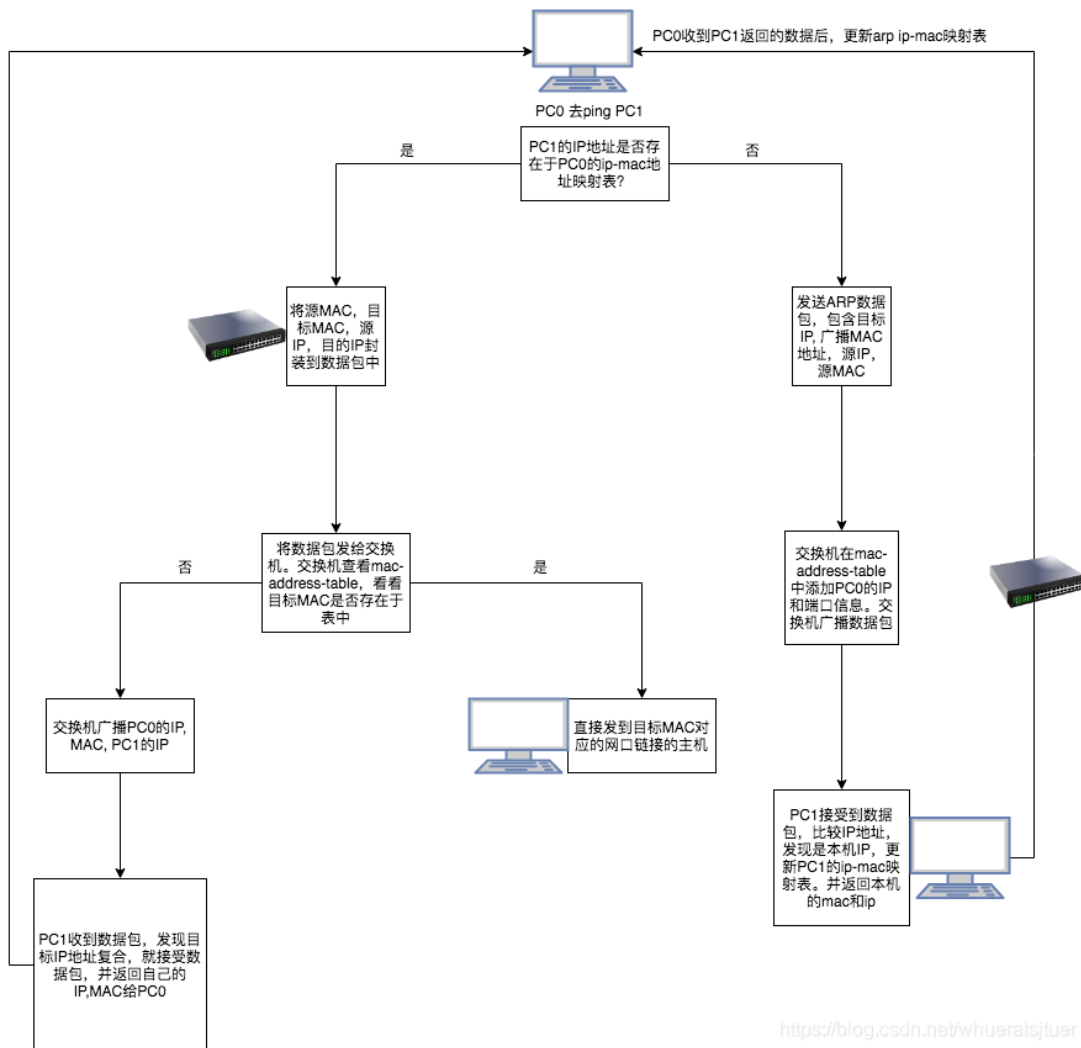 PC0收到PC1返回的数据后，更新arp ip-mac映射表
PC0 去ping PC1
PC1的IP地址是否存
在于PC0的ip-mac地
址映射表?
是
否
将源MAC，目
标MAC，源
IP，目的IP封
装到数据包中
发送ARP数据
包，包含目标
IP, 广播MAC
地址，源IP，
源MAC
将数据包发给交换
机。交换机查看mac-
address-table，看看
目标MAC是否存在于
表中
否
是
交换机在mac-
address-table
中添加PC0的IP
和端口信息。交
换机广播数据包
交换机广播PC0的IP,
MAC, PC1的IP
直接发到目标MAC对
应的网口链接的主机
PC1接受到数据
包，比较IP地址，
发现是本机IP，更
新PC1的ip-mac映
射表。并返回本机
的mac和ip
PC1收到数据包，发现目
标IP地址复合，就接受数
据包，并返回自己的
IP,MAC给PC0
https://blog.csdn.net/whueratsjtuer